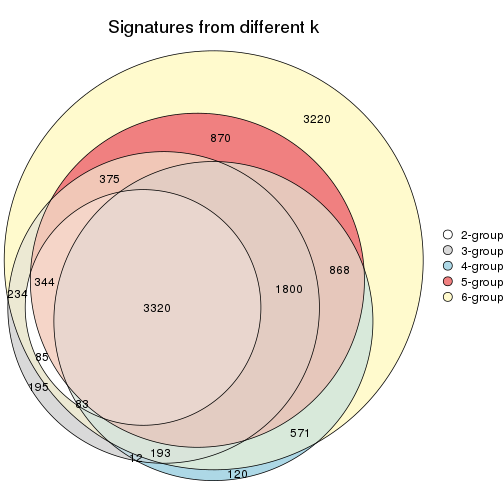 Signatures from different k
3220
870
375
868
344
1800
234
3320
85
195
83
571
193
12
120
2-group
3-group
4-group
5-group
6-group